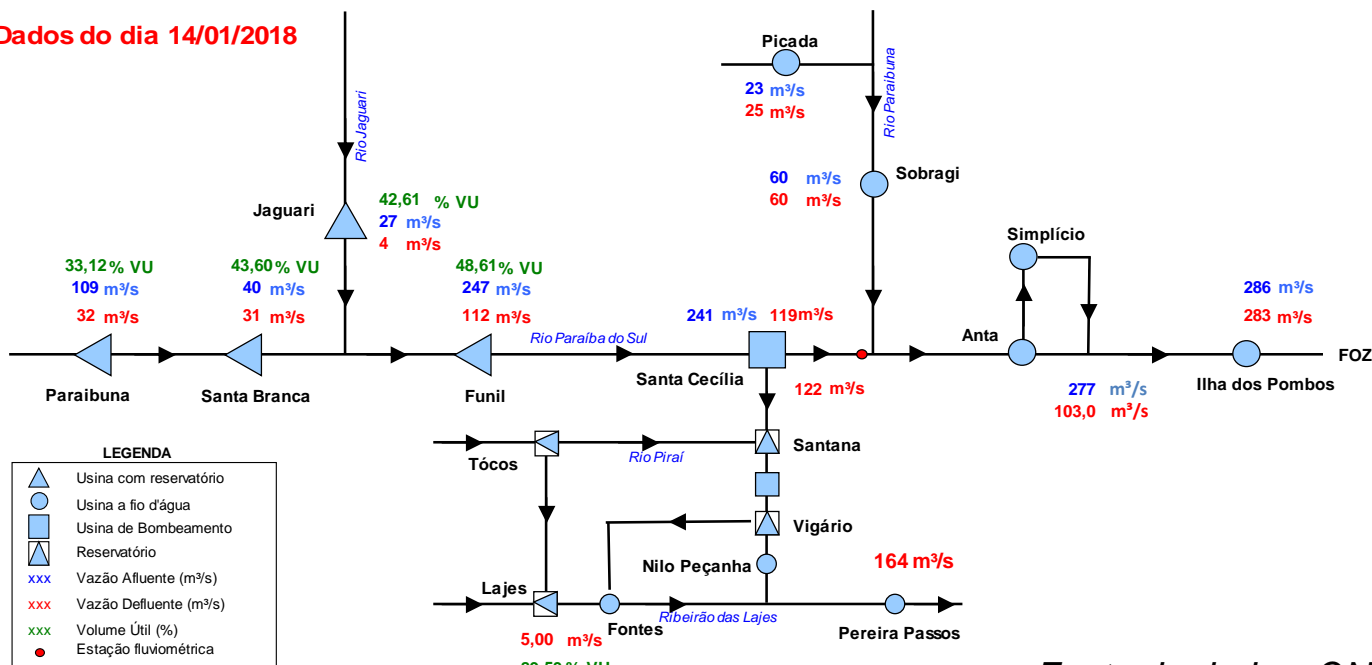 Dados do dia 14/01/2018
Picada
23 m³/s
25 m³/s
Rio Paraibuna
Rio Jaguari
60 m³/s
60 m³/s
Sobragi
Jaguari
42,61 % VU
27 m³/s
4 m³/s
Simplício
33,12 % VU
109 m³/s
32 m³/s
43,60 % VU
40 m³/s
31 m³/s
48,61 % VU
247 m³/s
112 m³/s
241 m³/s 119 m³/s
286 m³/s
283 m³/s
Rio Paraíba do Sul
Anta
FOZ
Paraibuna
Santa Branca
Funil
Santa Cecília
122 m³/s
277 m³/s
103,0 m³/s
Ilha dos Pombos
LEGENDA
Usina com reservatório
Usina a fio d'água
Usina de Bombeamento
Reservatório
xxx Vazão Afluente (m³/s)
xxx Vazão Defluente (m³/s)
xxx Volume Útil (%)
Estação fluviométrica
Tócos
Rio Piraí
Santana
Vigário
Nilo Peçanha
164 m³/s
Lajes
Fontes
Ribeirão das Lajes
Pereira Passos
5,00 m³/s
% VU